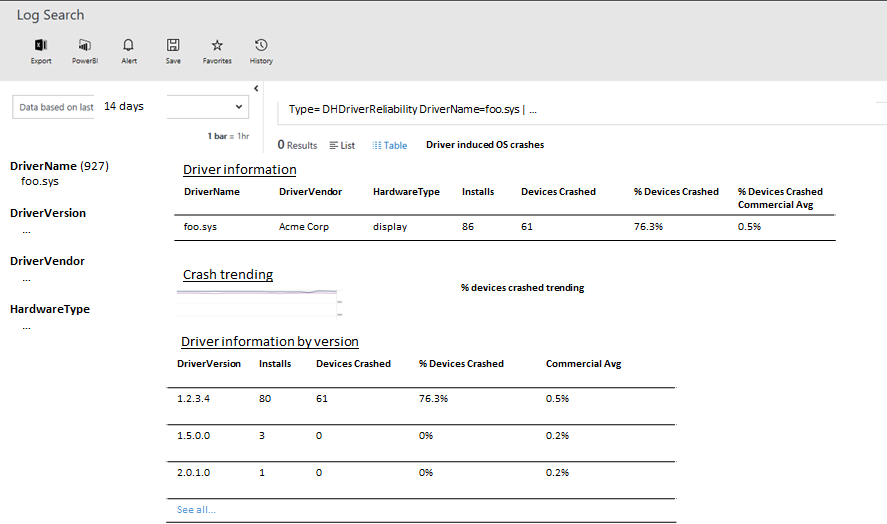 Log Search
Export PowerBI Alert Save Favorites History
Data based on last 14 days
1 bar = 1hr
DriverName (927)
foo.sys
DriverVersion
...
DriverVendor
...
HardwareType
...
Type= DHDriverReliability DriverName=foo.sys | ...
0 Results List Table Driver induced OS crashes
Driver information
DriverName DriverVendor HardwareType Installs Devices Crashed % Devices Crashed % Devices Crashed
Commercial Avg
foo.sys Acme Corp display 86 61 76.3% 0.5%
Crash trending
% devices crashed trending
Driver information by version
DriverVersion Installs Devices Crashed % Devices Crashed Commercial Avg
1.2.3.4 80 61 76.3% 0.5%
1.5.0.0 3 0 0% 0.2%
2.0.1.0 1 0 0% 0.2%
See all...